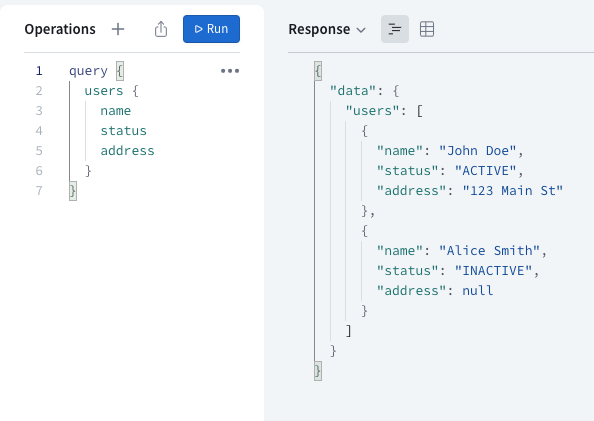 Operations + Run
1 query {
2   users {
3     name
4     status
5     address
6   }
7 }
Response
{
  "data": {
    "users": [
      {
        "name": "John Doe",
        "status": "ACTIVE",
        "address": "123 Main St"
      },
      {
        "name": "Alice Smith",
        "status": "INACTIVE",
        "address": null
      }
    ]
  }
}